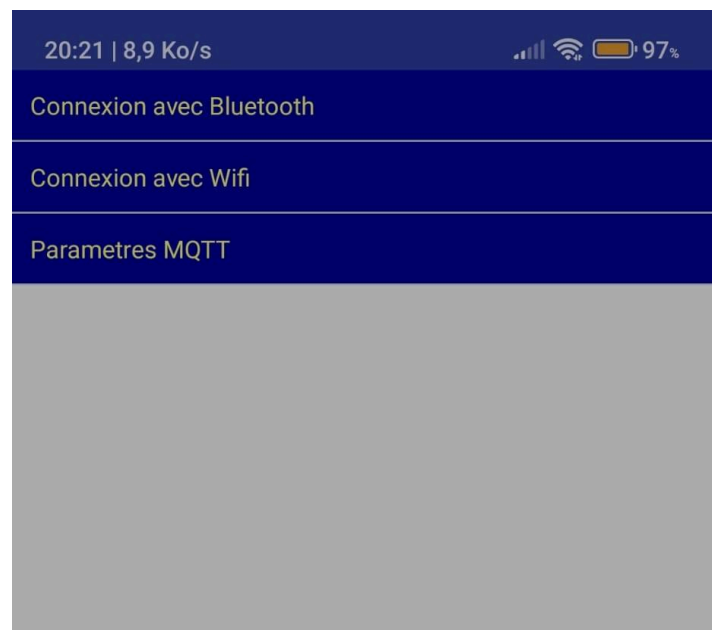 20:21 | 8,9 Ko/s 97%
Connexion avec Bluetooth
Connexion avec Wifi
Parametres MQTT